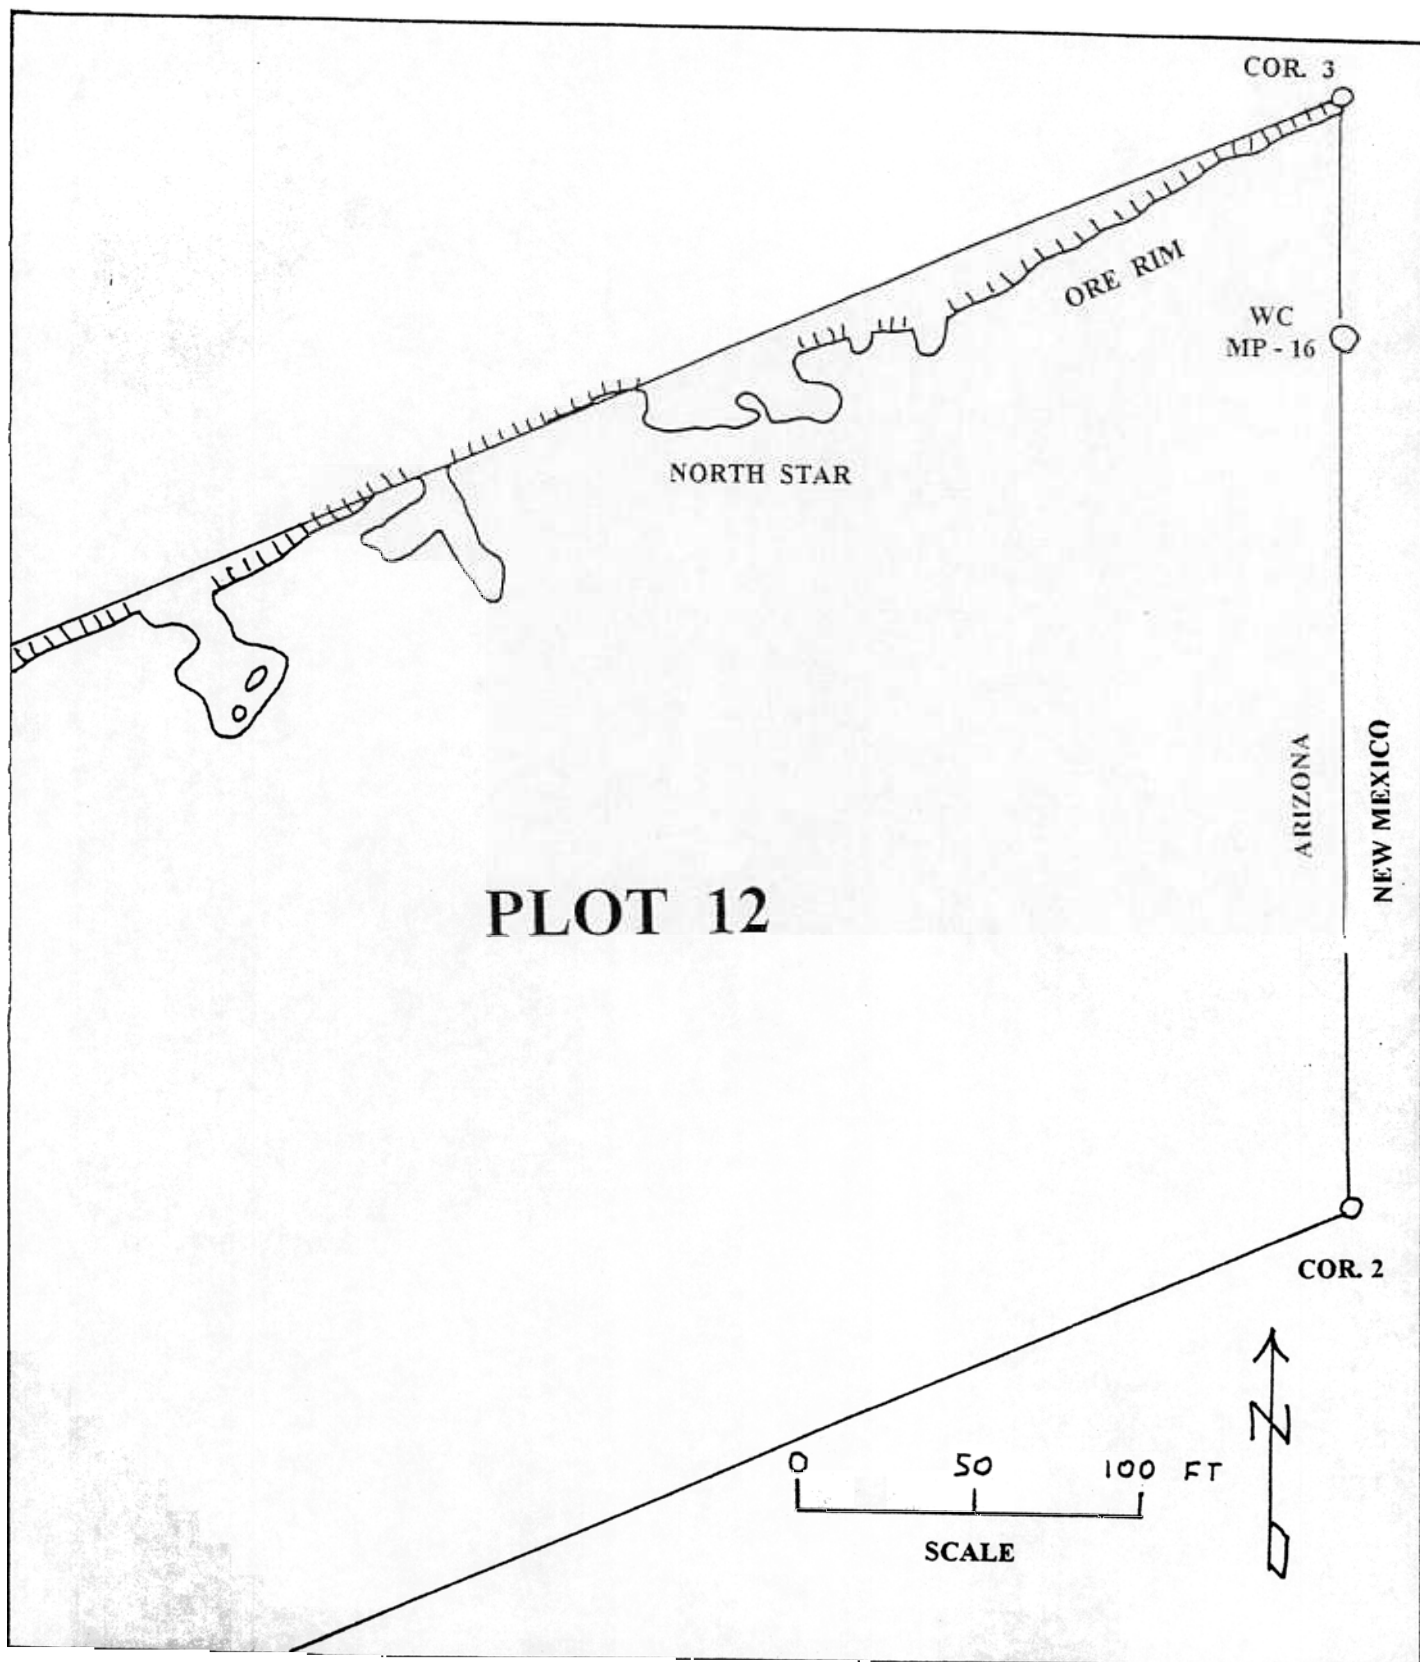 COR. 3
ORE RIM
WC
MP - 16
NORTH STAR
ARIZONA
NEW MEXICO
PLOT 12
COR. 2
N
0 50 100 FT
SCALE